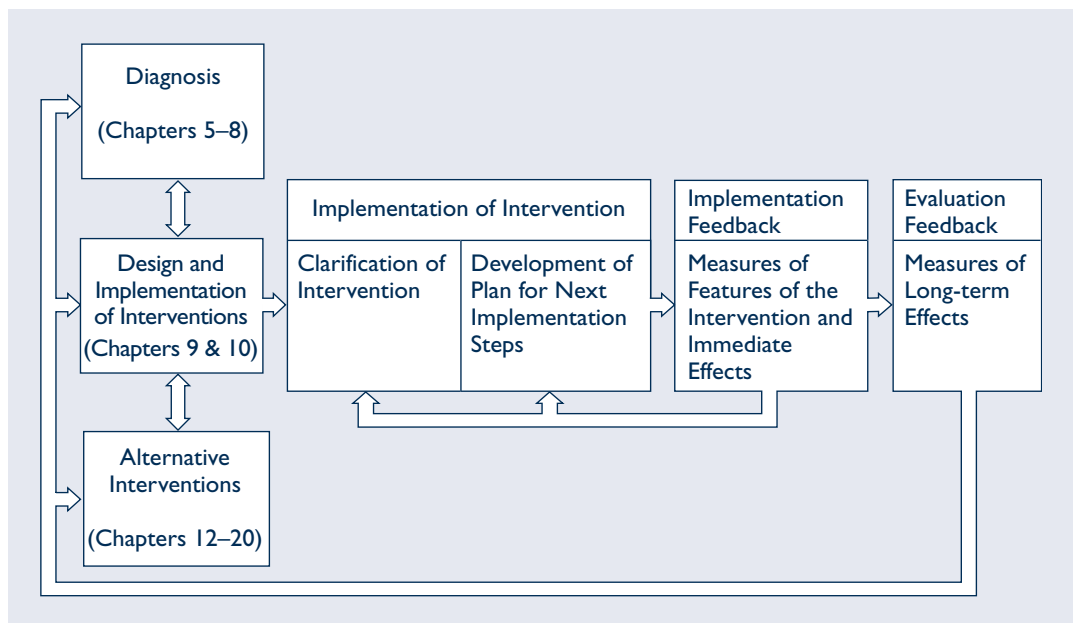 Diagnosis
(Chapters 5–8)
Design and
Implementation
of Interventions
(Chapters 9 & 10)
Alternative
Interventions
(Chapters 12–20)
Implementation of Intervention
Clarification of
Intervention
Development of
Plan for Next
Implementation
Steps
Implementation
Feedback
Measures of
Features of the
Intervention and
Immediate
Effects
Evaluation
Feedback
Measures of
Long-term
Effects